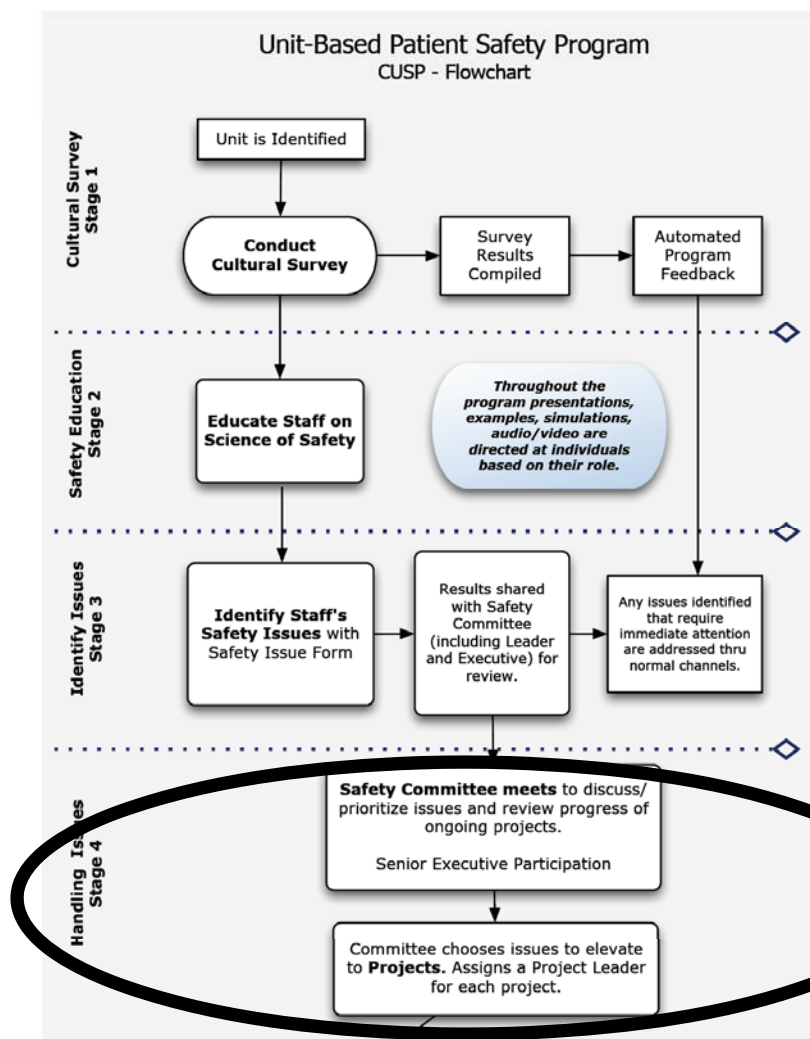 Unit-Based Patient Safety Program
CUSP - Flowchart
Cultural Survey
Stage 1
Unit is Identified
Conduct
Cultural Survey
Survey
Results
Compiled
Automated
Program
Feedback
Safety Education
Stage 2
Educate Staff on
Science of Safety
Throughout the
program presentations,
examples, simulations,
audio/video are
directed at individuals
based on their role.
Identify Issues
Stage 3
Identify Staff's
Safety Issues with
Safety Issue Form
Results shared
with Safety
Committee
(including Leader
and Executive) for
review.
Any issues identified
that require
immediate attention
are addressed thru
normal channels.
Handling Issues
Stage 4
Safety Committee meets to discuss/
prioritize issues and review progress of
ongoing projects.
Senior Executive Participation
Committee chooses issues to elevate
to Projects. Assigns a Project Leader
for each project.